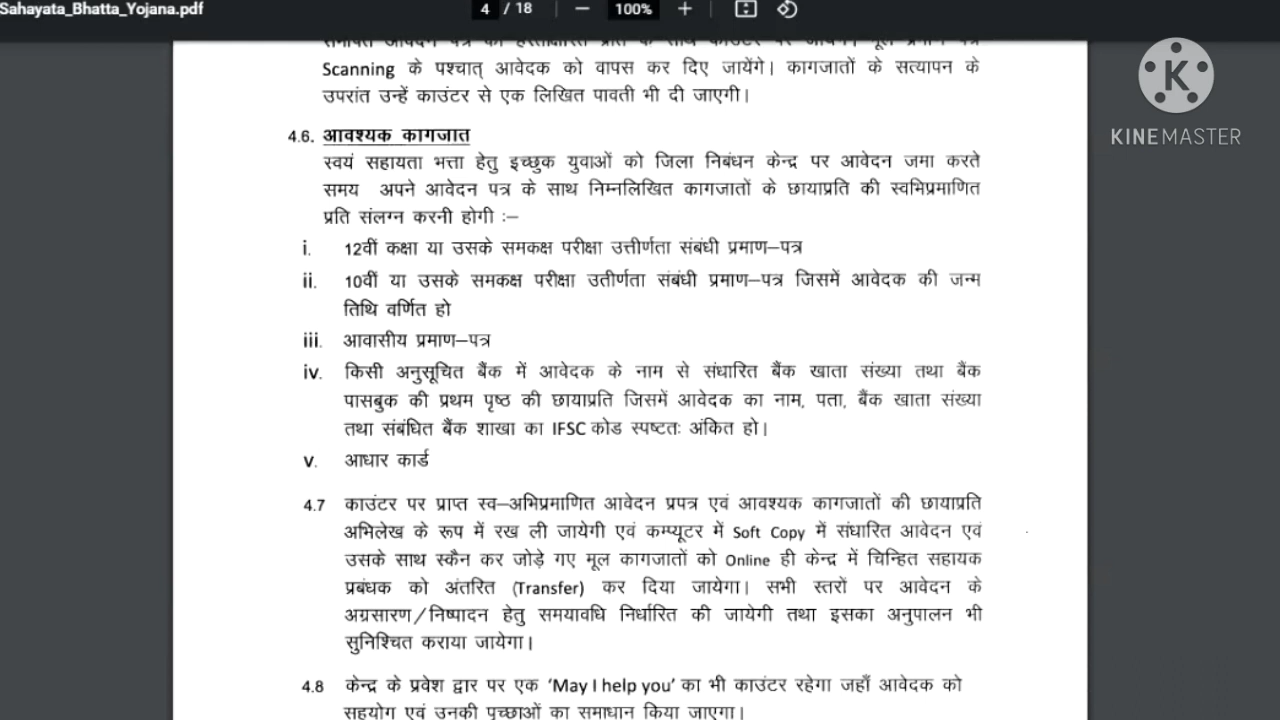 Sahayata_Bhatta_Yojana.pdf
4 / 18 — 100% +
Scanning के पश्चात् आवेदक को वापस कर दिए जायेंगे। कागजातों के सत्यापन के
उपरांत उन्हें काउंटर से एक लिखित पावती भी दी जाएगी।
KINEMASTER
4.6. आवश्यक कागजात
स्वयं सहायता भत्ता हेतु इच्छुक युवाओं को जिला निबंधन केन्द्र पर आवेदन जमा करते
समय अपने आवेदन पत्र के साथ निम्नलिखित कागजातों के छायाप्रति की स्वभिप्रमाणित
प्रति संलग्न करनी होगी :–
i. 12वीं कक्षा या उसके समकक्ष परीक्षा उत्तीर्णता संबंधी प्रमाण–पत्र
ii. 10वीं या उसके समकक्ष परीक्षा उतीर्णता संबंधी प्रमाण–पत्र जिसमें आवेदक की जन्म
तिथि वर्णित हो
iii. आवासीय प्रमाण–पत्र
iv. किसी अनुसूचित बैंक में आवेदक के नाम से संधारित बैंक खाता संख्या तथा बैंक
पासबुक की प्रथम पृष्ठ की छायाप्रति जिसमें आवेदक का नाम, पता, बैंक खाता संख्या
तथा संबंधित बैंक शाखा का IFSC कोड स्पष्टतः अंकित हो।
v. आधार कार्ड
4.7 काउंटर पर प्राप्त स्व–अभिप्रमाणित आवेदन प्रपत्र एवं आवश्यक कागजातों की छायाप्रति
अभिलेख के रूप में रख ली जायेगी एवं कम्प्यूटर में Soft Copy में संधारित आवेदन एवं
उसके साथ स्कैन कर जोड़े गए मूल कागजातों को Online ही केन्द्र में चिन्हित सहायक
प्रबंधक को अंतरित (Transfer) कर दिया जायेगा। सभी स्तरों पर आवेदन के
अग्रसारण/निष्पादन हेतु समयावधि निर्धारित की जायेगी तथा इसका अनुपालन भी
सुनिश्चित कराया जायेगा।
4.8 केन्द्र के प्रवेश द्वार पर एक ‘May I help you’ का भी काउंटर रहेगा जहाँ आवेदक को
सहयोग एवं उनकी पृच्छाओं का समाधान किया जाएगा।